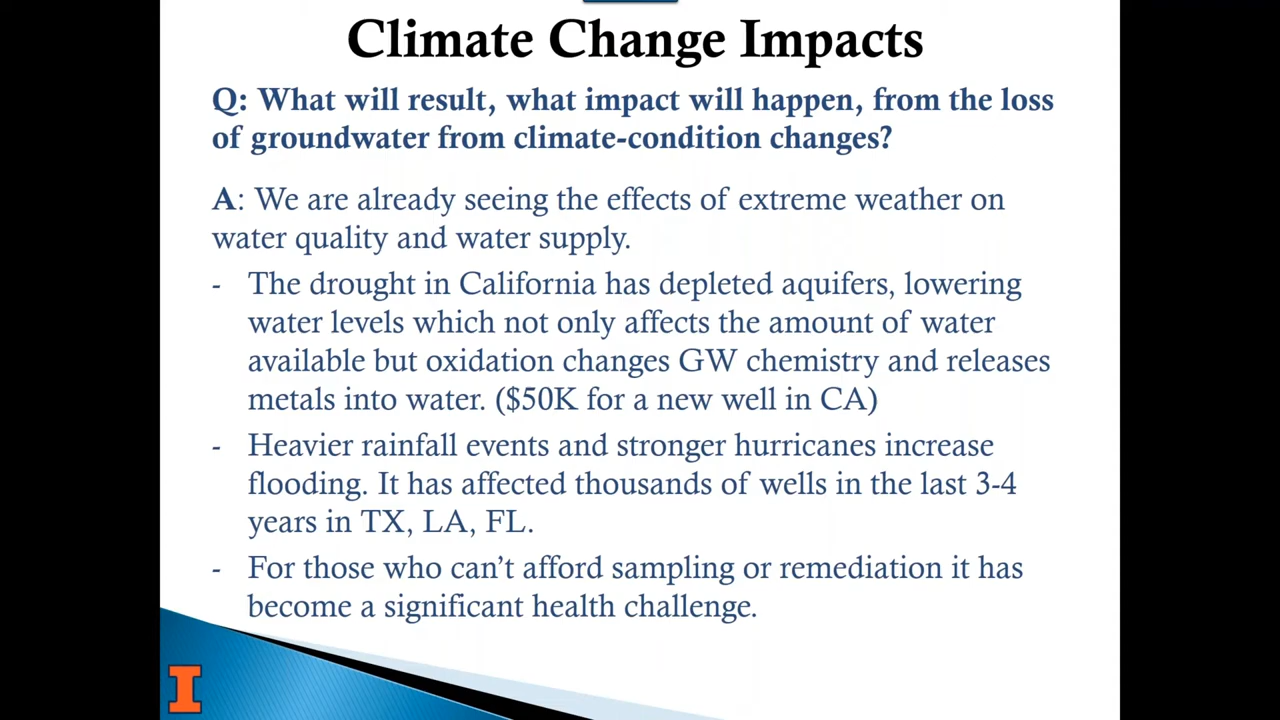 Climate Change Impacts
Q: What will result, what impact will happen, from the loss
of groundwater from climate-condition changes?
A: We are already seeing the effects of extreme weather on
water quality and water supply.
- The drought in California has depleted aquifers, lowering
water levels which not only affects the amount of water
available but oxidation changes GW chemistry and releases
metals into water. ($50K for a new well in CA)
- Heavier rainfall events and stronger hurricanes increase
flooding. It has affected thousands of wells in the last 3-4
years in TX, LA, FL.
- For those who can’t afford sampling or remediation it has
become a significant health challenge.
I